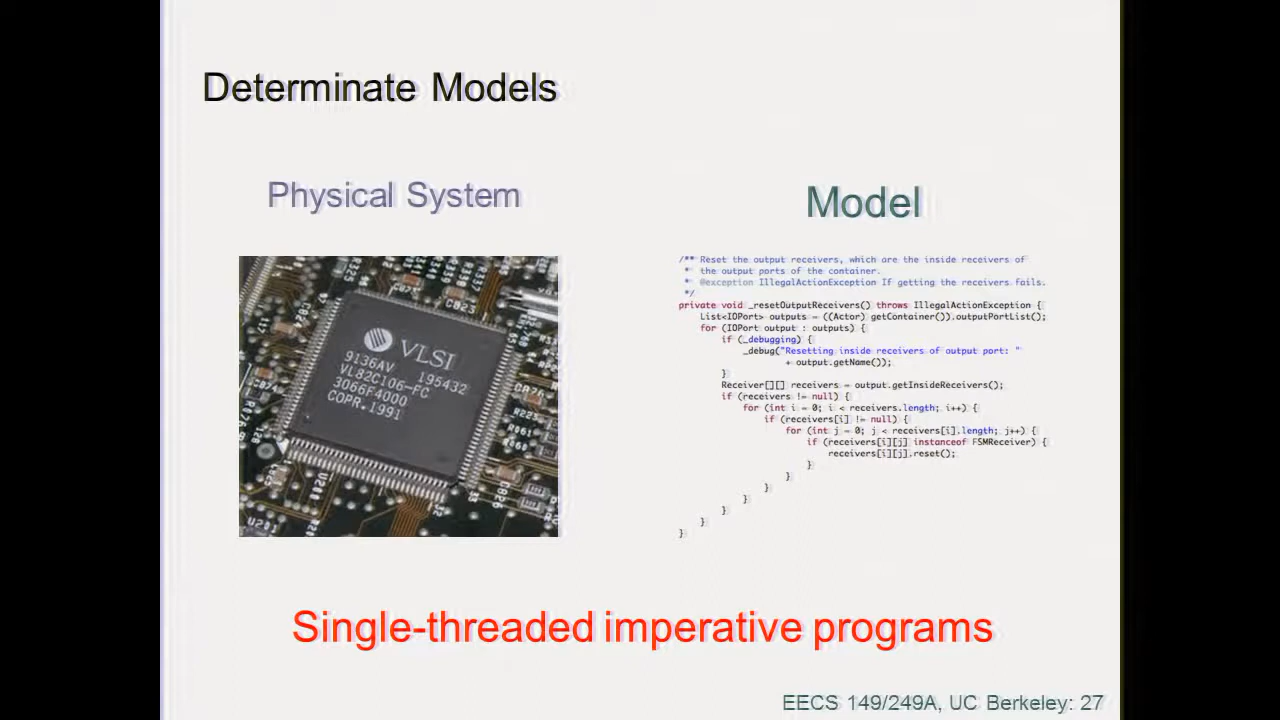 Determinate Models
Physical System
Model
VLSI
9136AV 195432
VL82C106-FC
3066F4000
COPR.1991
/** Reset the output receivers, which are the inside receivers of
 * the output ports of the container.
 * @exception IllegalActionException If getting the receivers fails.
 */
private void _resetOutputReceivers() throws IllegalActionException {
    List<IOPort> outputs = ((Actor) getContainer()).outputPortList();
    for (IOPort output : outputs) {
        if (_debugging) {
            _debug("Resetting inside receivers of output port: "
                    + output.getName());
        }
        Receiver[][] receivers = output.getInsideReceivers();
        if (receivers != null) {
            for (int i = 0; i < receivers.length; i++) {
                if (receivers[i] != null) {
                    for (int j = 0; j < receivers[i].length; j++) {
                        if (receivers[i][j] instanceof FSMReceiver) {
                            receivers[i][j].reset();
                        }
                    }
                }
            }
        }
    }
}
Single-threaded imperative programs
EECS 149/249A, UC Berkeley: 27